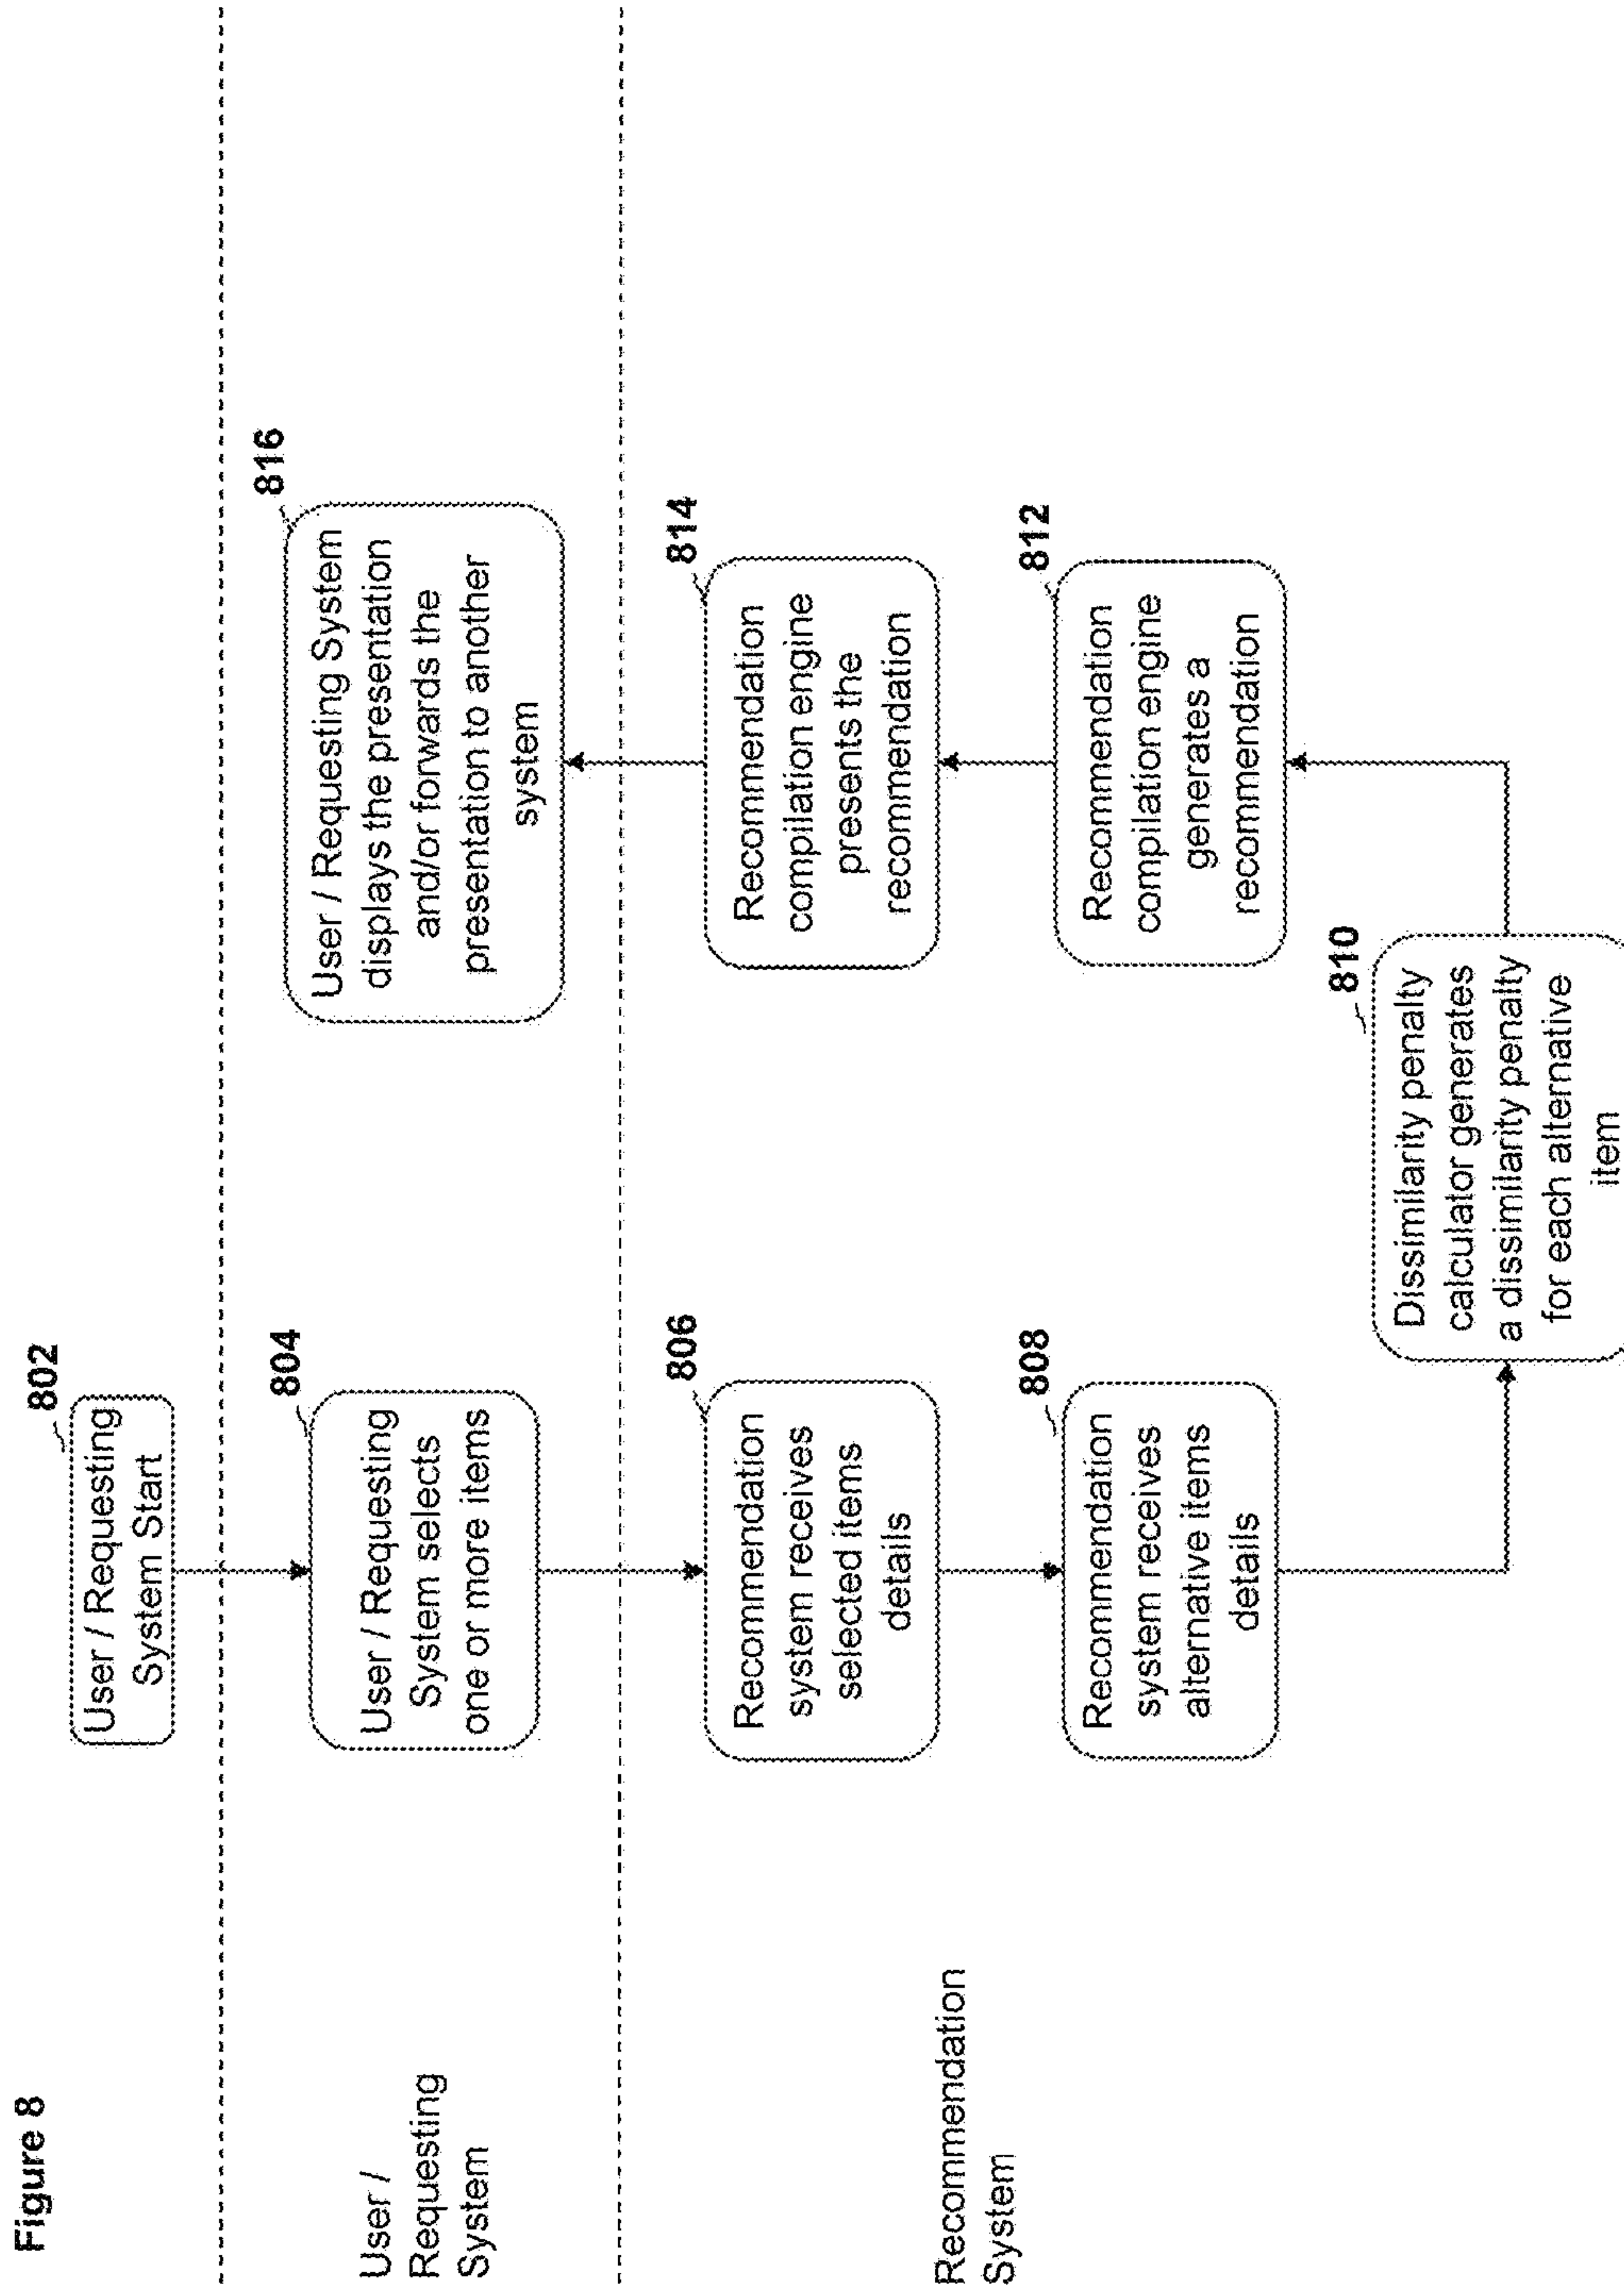 Figure 8
802
User / Requesting
System Start
User /
Requesting
System
804
User / Requesting
System selects
one or more items
816
User / Requesting System
displays the presentation
and/or forwards the
presentation to another
system
Recommendation
System
806
Recommendation
system receives
selected items
details
808
Recommendation
system receives
alternative items
details
810
Dissimilarity penalty
calculator generates
a dissimilarity penalty
for each alternative
item
812
Recommendation
compilation engine
generates a
recommendation
814
Recommendation
compilation engine
presents the
recommendation